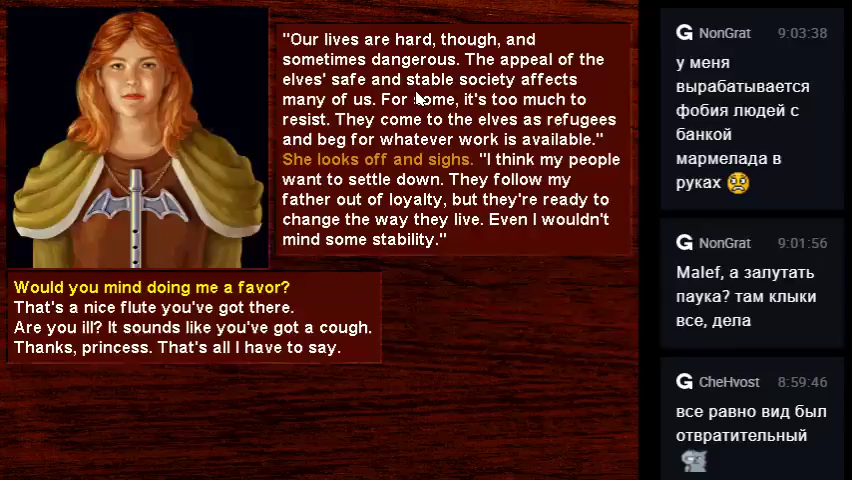 "Our lives are hard, though, and
sometimes dangerous. The appeal of the
elves' safe and stable society affects
many of us. For some, it's too much to
resist. They come to the elves as refugees
and beg for whatever work is available."
She looks off and sighs. "I think my people
want to settle down. They follow my
father out of loyalty, but they're ready to
change the way they live. Even I wouldn't
mind some stability."
Would you mind doing me a favor?
That's a nice flute you've got there.
Are you ill? It sounds like you've got a cough.
Thanks, princess. That's all I have to say.
G NonGrat 9:03:38
у меня
вырабатывается
фобия людей с
банкой
мармелада в
руках
G NonGrat 9:01:56
Malef, а залутать
паука? там клыки
все, дела
G CheHvost 8:59:46
все равно вид был
отвратительный